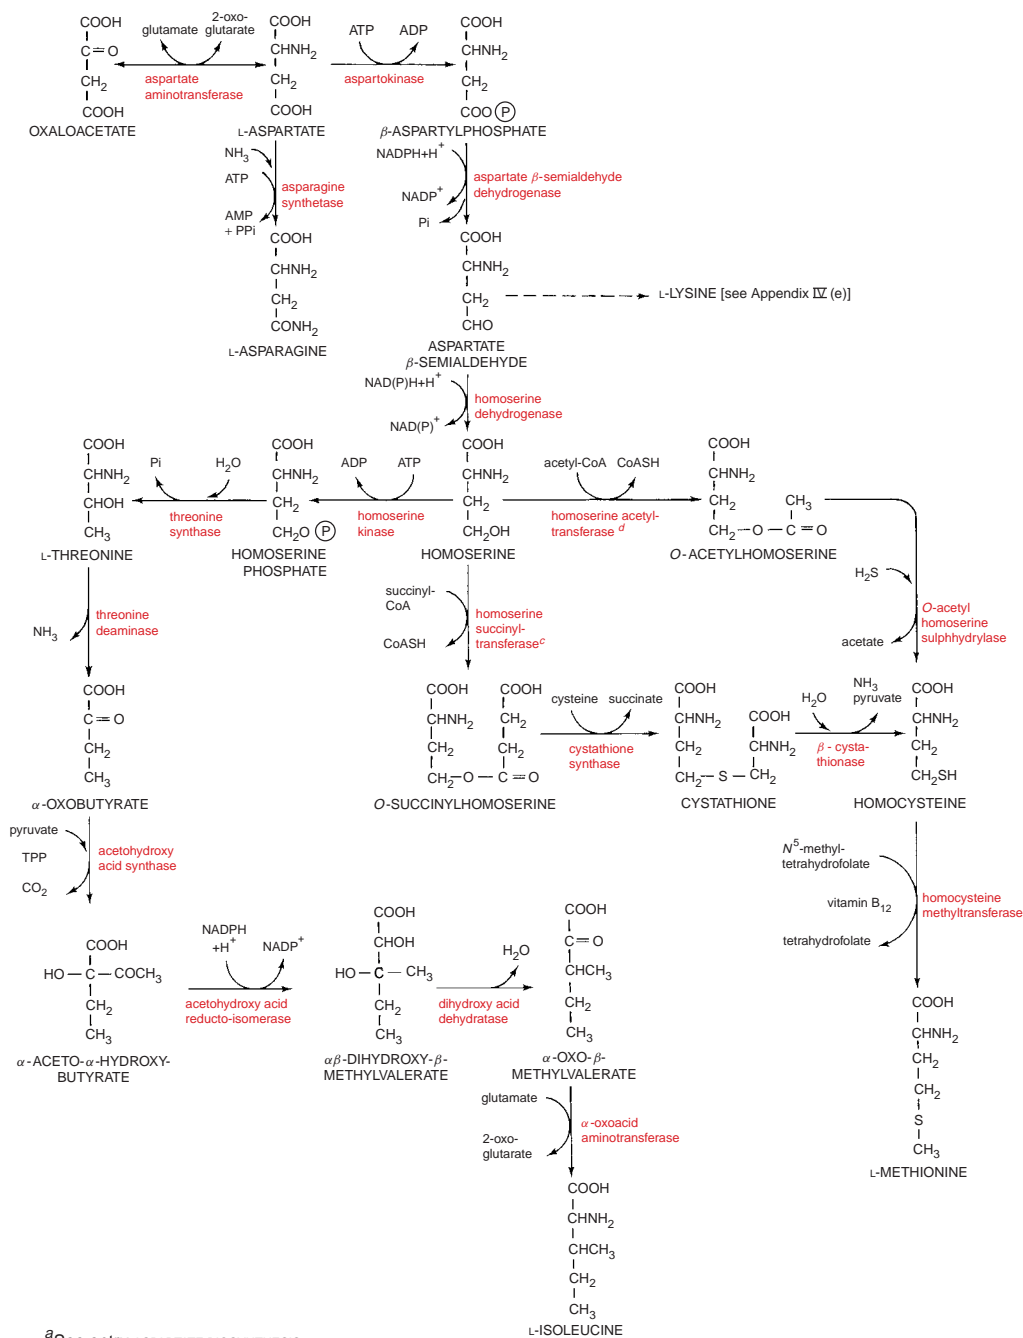 COOH
C=O
CH2
COOH
OXALOACETATE
glutamate
2-oxo-
glutarate
aspartate
aminotransferase
COOH
CHNH2
CH2
COOH
L-ASPARTATE
ATP
ADP
aspartokinase
COOH
CHNH2
CH2
COO P
β-ASPARTYLPHOSPHATE
NH3
ATP
AMP
+ PPi
asparagine
synthetase
COOH
CHNH2
CH2
CONH2
L-ASPARAGINE
NADPH+H+
NADP+
Pi
aspartate β-semialdehyde
dehydrogenase
COOH
CHNH2
CH2
CHO
ASPARTATE
β-SEMIALDEHYDE
L-LYSINE [see Appendix IV (e)]
NAD(P)H+H+
NAD(P)+
homoserine
dehydrogenase
COOH
CHNH2
CHOH
CH3
L-THREONINE
Pi
H2O
threonine
synthase
COOH
CHNH2
CH2
CH2O P
HOMOSERINE
PHOSPHATE
ADP
ATP
homoserine
kinase
COOH
CHNH2
CH2
CH2OH
HOMOSERINE
acetyl-CoA
CoASH
homoserine acetyl-
transferase d
COOH
CHNH2
CH2 CH3
CH2–O–C=O
O-ACETYLHOMOSERINE
H2S
acetate
O-acetyl
homoserine
sulphhydrylase
NH3
threonine
deaminase
succinyl-
CoA
CoASH
homoserine
succinyl-
transferase c
COOH
C=O
CH2
CH3
α-OXOBUTYRATE
COOH COOH
CHNH2 CH2
CH2 CH2
CH2–O–C=O
O-SUCCINYLHOMOSERINE
cysteine
succinate
cystathione
synthase
COOH
CHNH2 COOH
CH2 CHNH2
CH2–S–CH2
CYSTATHIONE
H2O
NH3
pyruvate
β-cysta-
thionase
COOH
CHNH2
CH2
CH2SH
HOMOCYSTEINE
pyruvate
TPP
CO2
acetohydroxy
acid synthase
N5-methyl-
tetrahydrofolate
vitamin B12
tetrahydrofolate
homocysteine
methyltransferase
COOH
HO–C–COCH3
CH2
CH3
α-ACETO-α-HYDROXY-
BUTYRATE
NADPH
+H+
NADP+
acetohydroxy acid
reducto-isomerase
COOH
CHOH
HO–C–CH3
CH2
CH3
αβ-DIHYDROXY-β-
METHYLVALERATE
H2O
dihydroxy acid
dehydratase
COOH
C=O
CHCH3
CH2
CH3
α-OXO-β-
METHYLVALERATE
COOH
CHNH2
CH2
CH2
S
CH3
L-METHIONINE
glutamate
2-oxo-
glutarate
α-oxoacid
aminotransferase
COOH
CHNH2
CHCH3
CH2
CH3
L-ISOLEUCINE